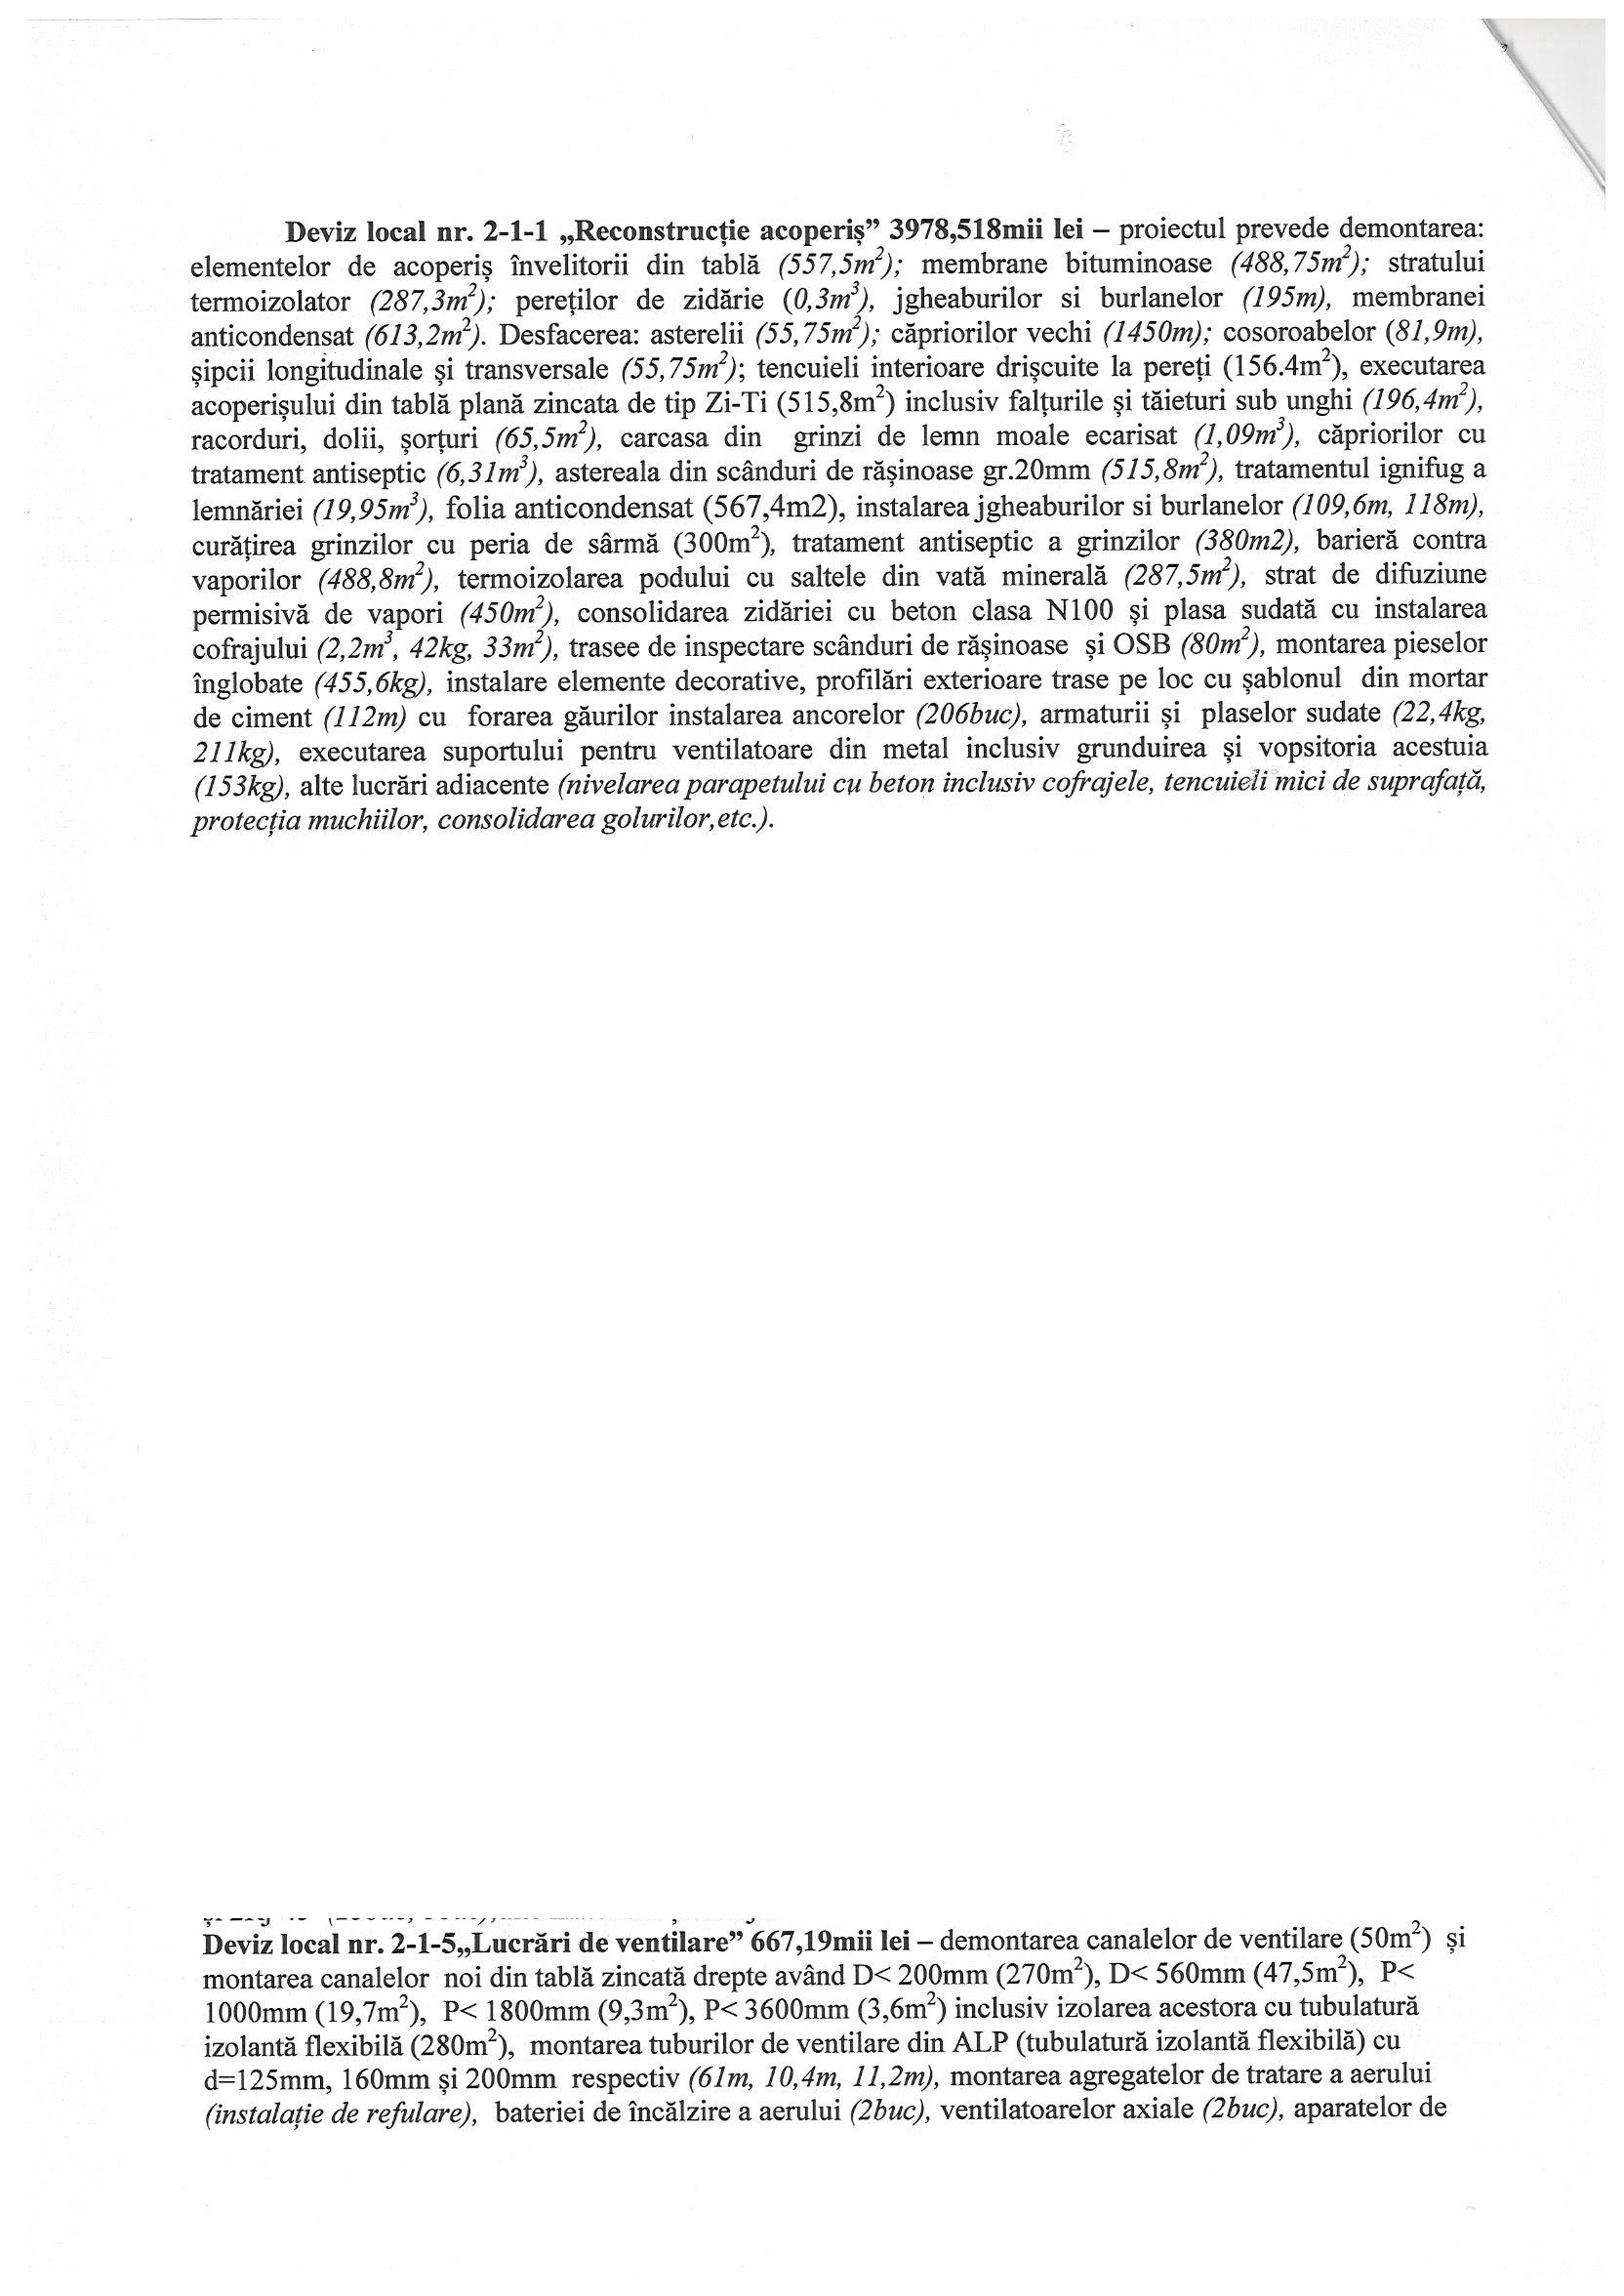 Deviz local nr. 2-1-1 „Reconstrucție acoperiș” 3978,518mii lei – proiectul prevede demontarea:
elementelor de acoperiș învelitorii din tablă (557,5m²); membrane bituminoase (488,75m²); stratului
termoizolator (287,3m²); pereților de zidărie (0,3m³), jgheaburilor si burlanelor (195m), membranei
anticondensat (613,2m²). Desfacerea: asterelii (55,75m²); căpriorilor vechi (1450m); cosoroabelor (81,9m),
șipcii longitudinale și transversale (55,75m²); tencuieli interioare drișcuite la pereți (156.4m²), executarea
acoperișului din tablă plană zincata de tip Zi-Ti (515,8m²) inclusiv falțurile și tăieturi sub unghi (196,4m²),
racorduri, dolii, șorțuri (65,5m²), carcasa din grinzi de lemn moale ecarisat (1,09m³), căpriorilor cu
tratament antiseptic (6,31m³), astereala din scânduri de rășinoase gr.20mm (515,8m²), tratamentul ignifug a
lemnăriei (19,95m³), folia anticondensat (567,4m2), instalarea jgheaburilor si burlanelor (109,6m, 118m),
curățirea grinzilor cu peria de sârmă (300m²), tratament antiseptic a grinzilor (380m2), barieră contra
vaporilor (488,8m²), termoizolarea podului cu saltele din vată minerală (287,5m²), strat de difuziune
permisivă de vapori (450m²), consolidarea zidăriei cu beton clasa N100 și plasa sudată cu instalarea
cofrajului (2,2m³, 42kg, 33m²), trasee de inspectare scânduri de rășinoase și OSB (80m²), montarea pieselor
înglobate (455,6kg), instalare elemente decorative, profilări exterioare trase pe loc cu șablonul din mortar
de ciment (112m) cu forarea găurilor instalarea ancorelor (206buc), armaturii și plaselor sudate (22,4kg,
211kg), executarea suportului pentru ventilatoare din metal inclusiv grunduirea și vopsitoria acestuia
(153kg), alte lucrări adiacente (nivelarea parapetului cu beton inclusiv cofrajele, tencuieli mici de suprafață,
protecția muchiilor, consolidarea golurilor,etc.).
Deviz local nr. 2-1-5„Lucrări de ventilare” 667,19mii lei – demontarea canalelor de ventilare (50m²) și
montarea canalelor noi din tablă zincată drepte având D< 200mm (270m²), D< 560mm (47,5m²), P<
1000mm (19,7m²), P< 1800mm (9,3m²), P< 3600mm (3,6m²) inclusiv izolarea acestora cu tubulatură
izolantă flexibilă (280m²), montarea tuburilor de ventilare din ALP (tubulatură izolantă flexibilă) cu
d=125mm, 160mm și 200mm respectiv (61m, 10,4m, 11,2m), montarea agregatelor de tratare a aerului
(instalație de refulare), bateriei de încălzire a aerului (2buc), ventilatoarelor axiale (2buc), aparatelor de